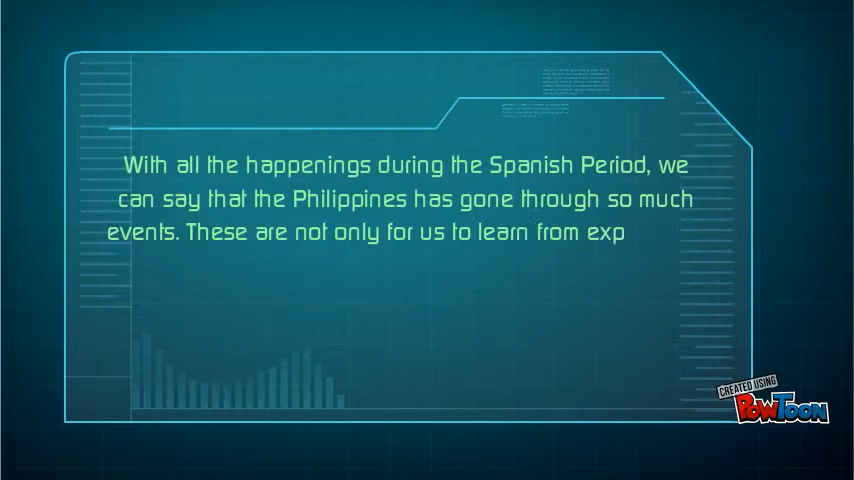 With all the happenings during the Spanish Period, we
can say that the Philippines has gone through so much
events. These are not only for us to learn from exp
CREATED USING
POWTOON